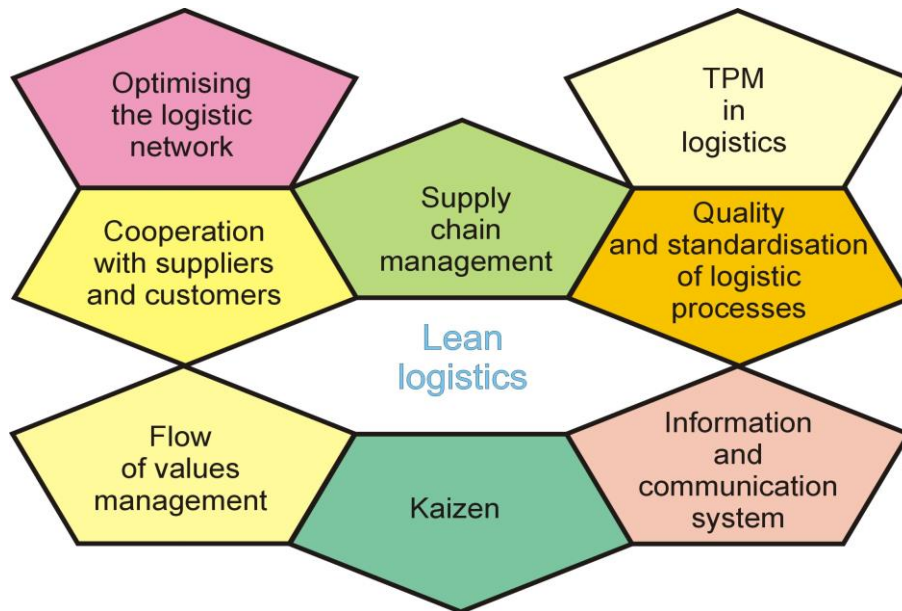 Optimising
the logistic
network
TPM
in
logistics
Supply
chain
management
Cooperation
with suppliers
and customers
Quality
and standardisation
of logistic
processes
Lean
logistics
Flow
of values
management
Kaizen
Information
and
communication
system